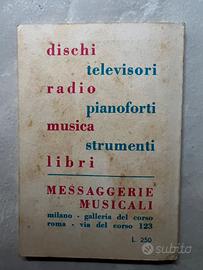 dischi
televisori
radio
pianoforti
musica
strumenti
libri
MESSAGGERIE
MUSICALI
milano - galleria del corso
roma - via del corso 123
L. 250
subito